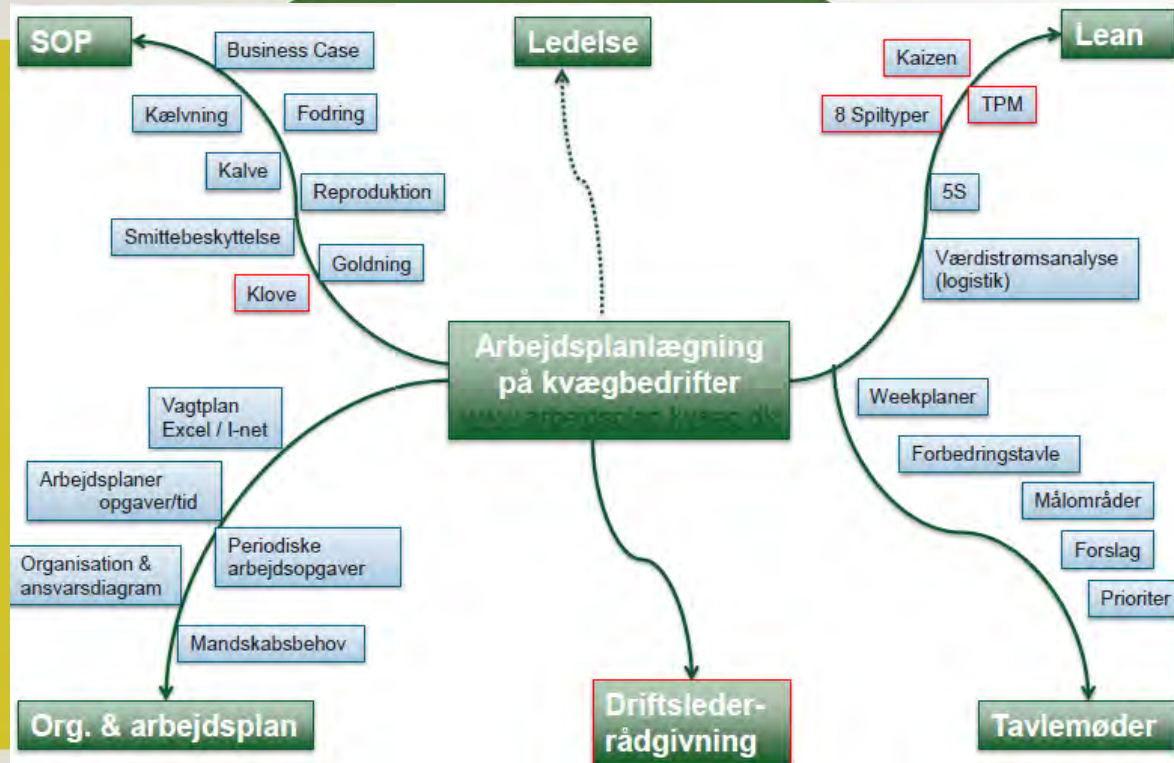 SOP
Business Case
Kælvning
Fodring
Kalve
Reproduktion
Smittebeskyttelse
Goldning
Klove
Ledelse
Lean
Kaizen
TPM
8 Spiltyper
5S
Værdistrømsanalyse
(logistik)
Arbejdsplanlægning
på kvægbedrifter
Vagtplan
Excel / I-net
Arbejdsplaner
opgaver/tid
Periodiske
arbejdsopgaver
Organisation &
ansvarsdiagram
Mandskabsbehov
Org. & arbejdsplan
Driftsleder-
rådgivning
Weekplaner
Forbedringstavle
Målområder
Forslag
Prioriter
Tavlemøder